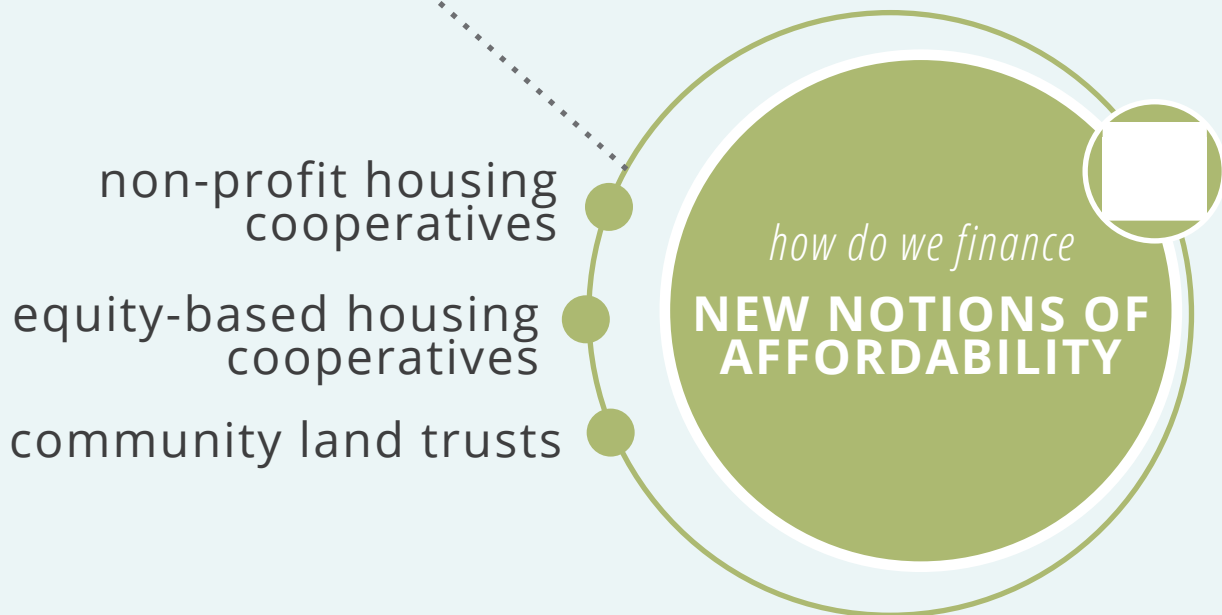 non-profit housing
cooperatives
equity-based housing
cooperatives
community land trusts
how do we finance
NEW NOTIONS OF
AFFORDABILITY